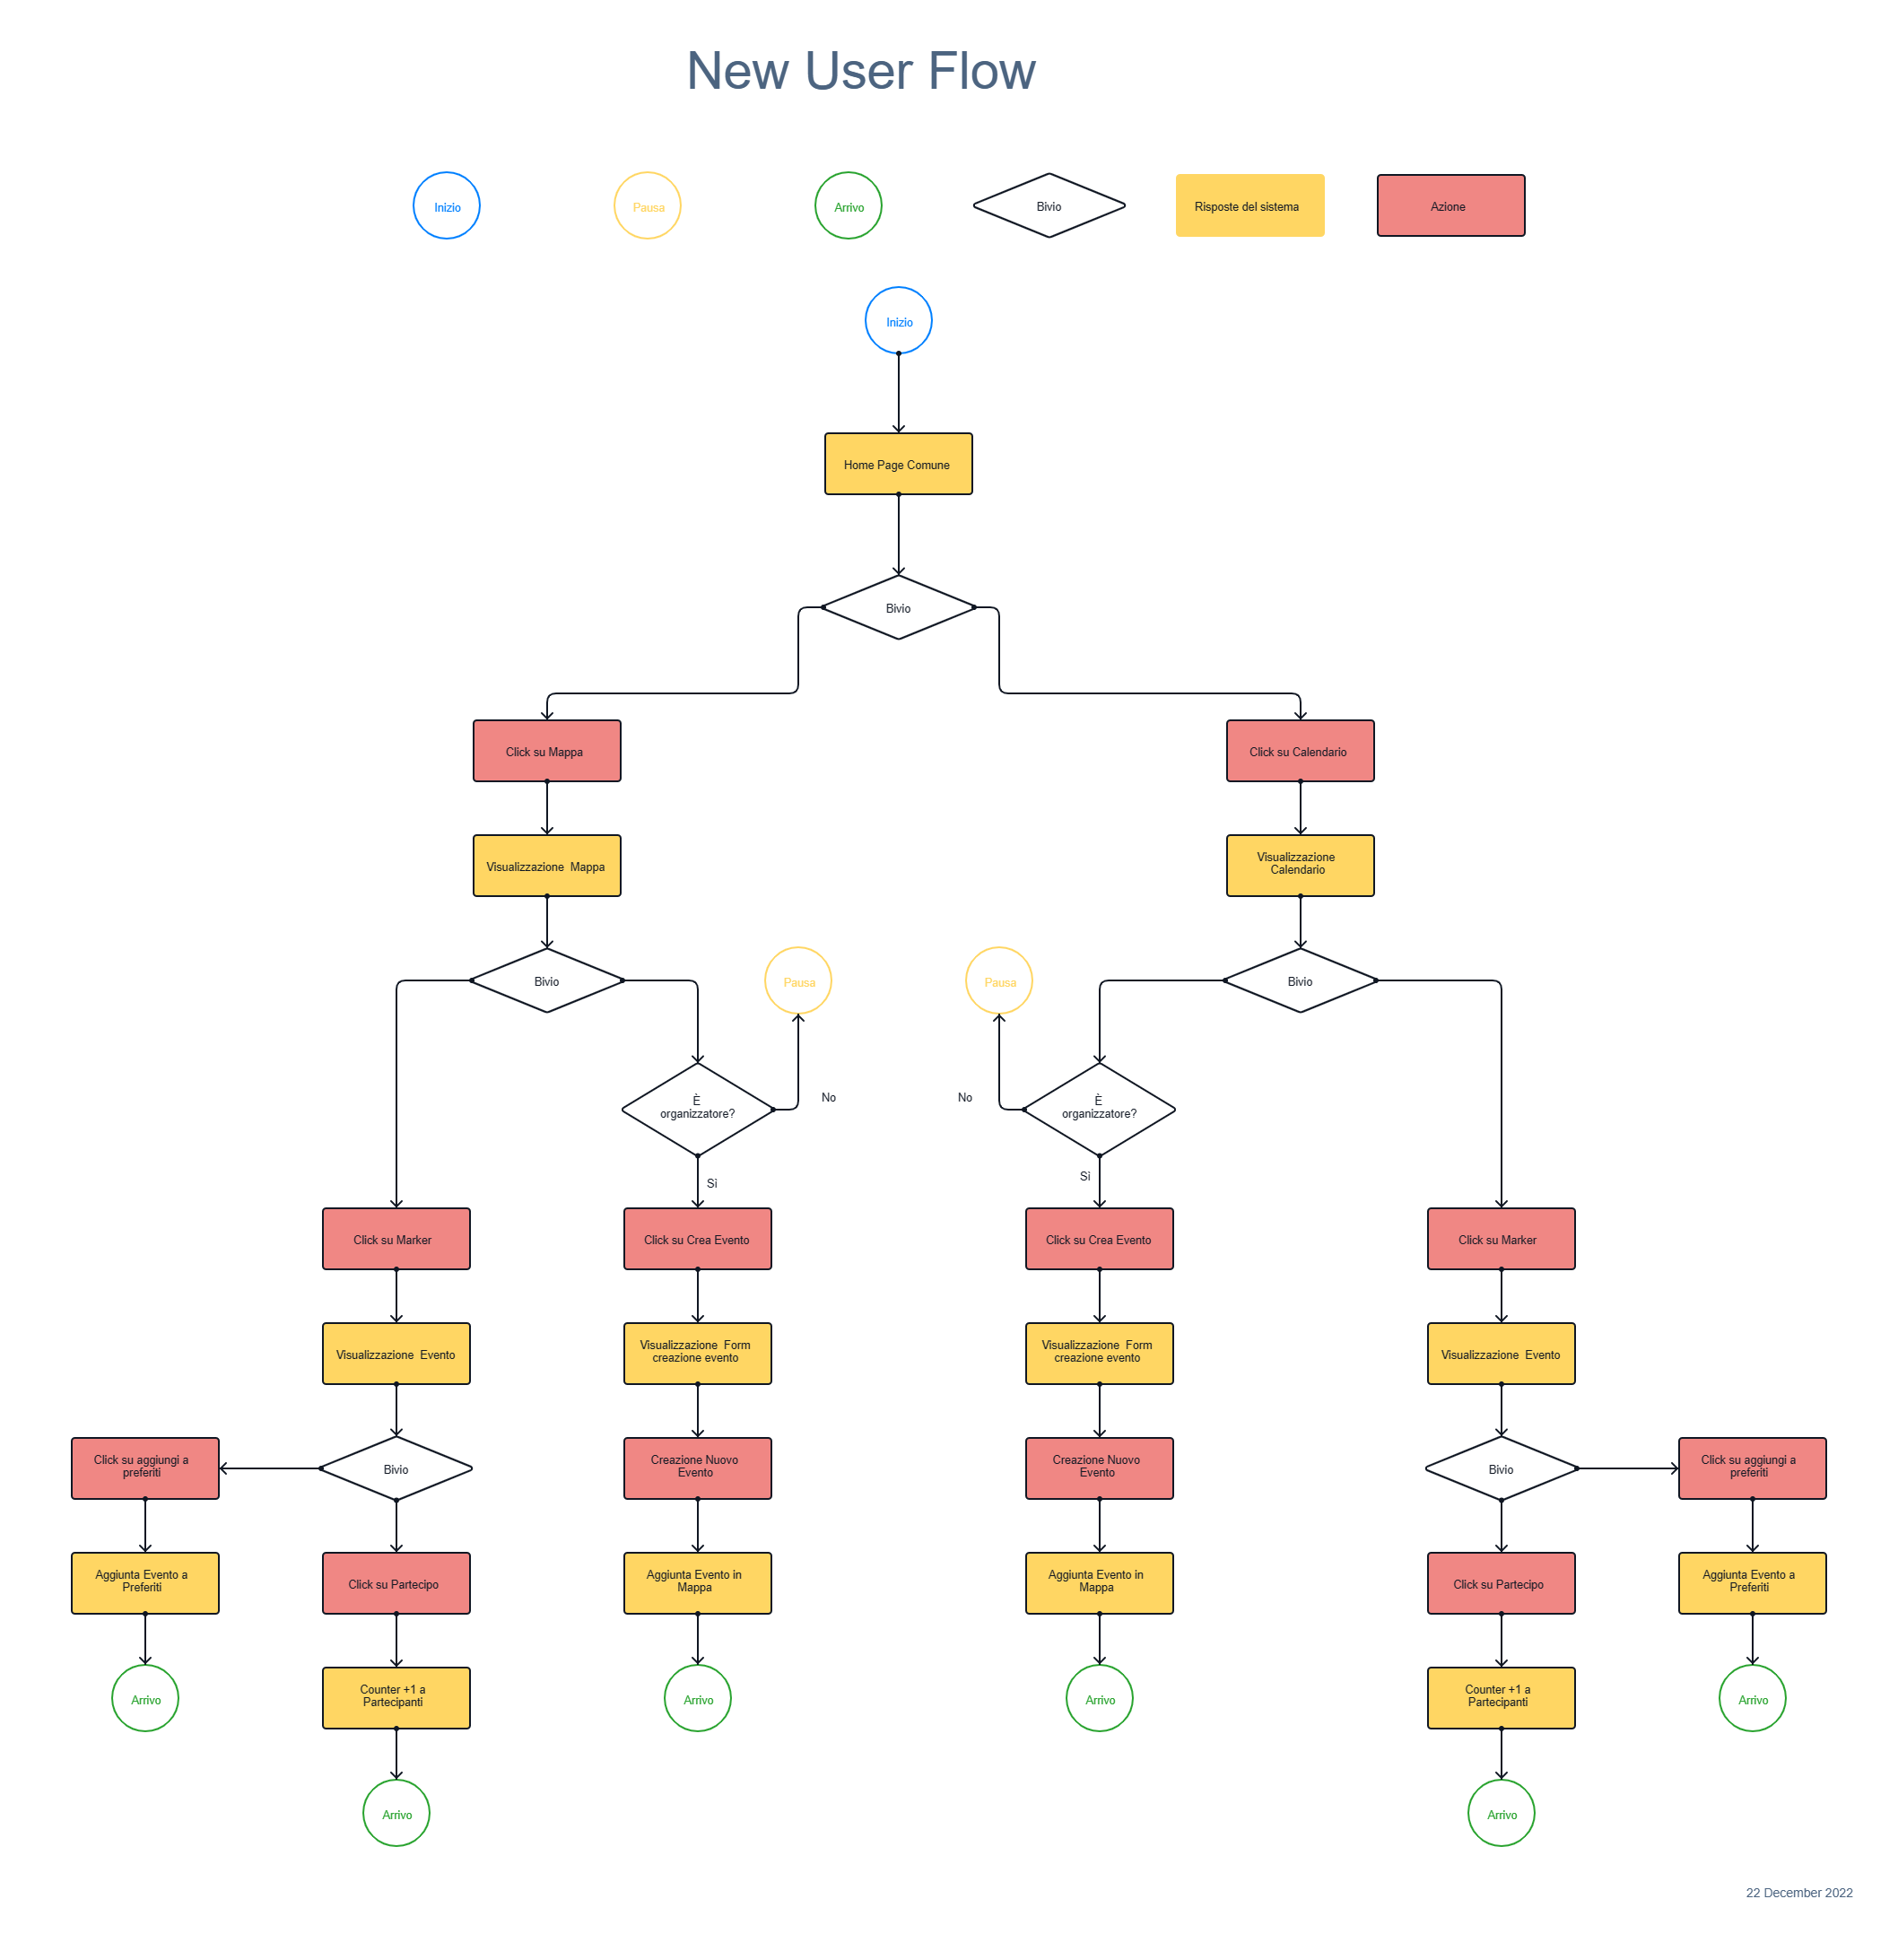 New User Flow
Inizio
Pausa
Arrivo
Bivio
Risposte del sistema
Azione
Inizio
Home Page Comune
Bivio
Click su Mappa
Click su Calendario
Visualizzazione  Mappa
Visualizzazione
Calendario
Bivio
Pausa
Pausa
Bivio
È
organizzatore?
No
No
È
organizzatore?
Sì
Sì
Click su Marker
Click su Crea Evento
Click su Crea Evento
Click su Marker
Visualizzazione  Evento
Visualizzazione  Form
creazione evento
Visualizzazione  Form
creazione evento
Visualizzazione  Evento
Click su aggiungi a
preferiti
Bivio
Creazione Nuovo
Evento
Creazione Nuovo
Evento
Bivio
Click su aggiungi a
preferiti
Aggiunta Evento a
Preferiti
Click su Partecipo
Aggiunta Evento in
Mappa
Aggiunta Evento in
Mappa
Click su Partecipo
Aggiunta Evento a
Preferiti
Arrivo
Counter +1 a
Partecipanti
Arrivo
Arrivo
Counter +1 a
Partecipanti
Arrivo
Arrivo
Arrivo
22 December 2022